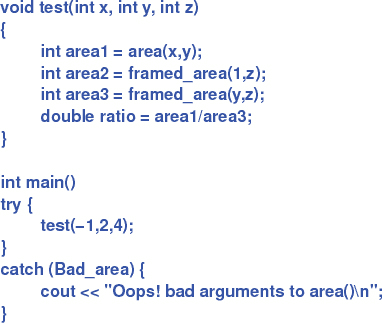 void test(int x, int y, int z)
{
int area1 = area(x,y);
int area2 = framed_area(1,z);
int area3 = framed_area(y,z);
double ratio = area1/area3;
}
int main()
try {
test(−1,2,4);
}
catch (Bad_area) {
cout << "Oops! bad arguments to area()\n";
}